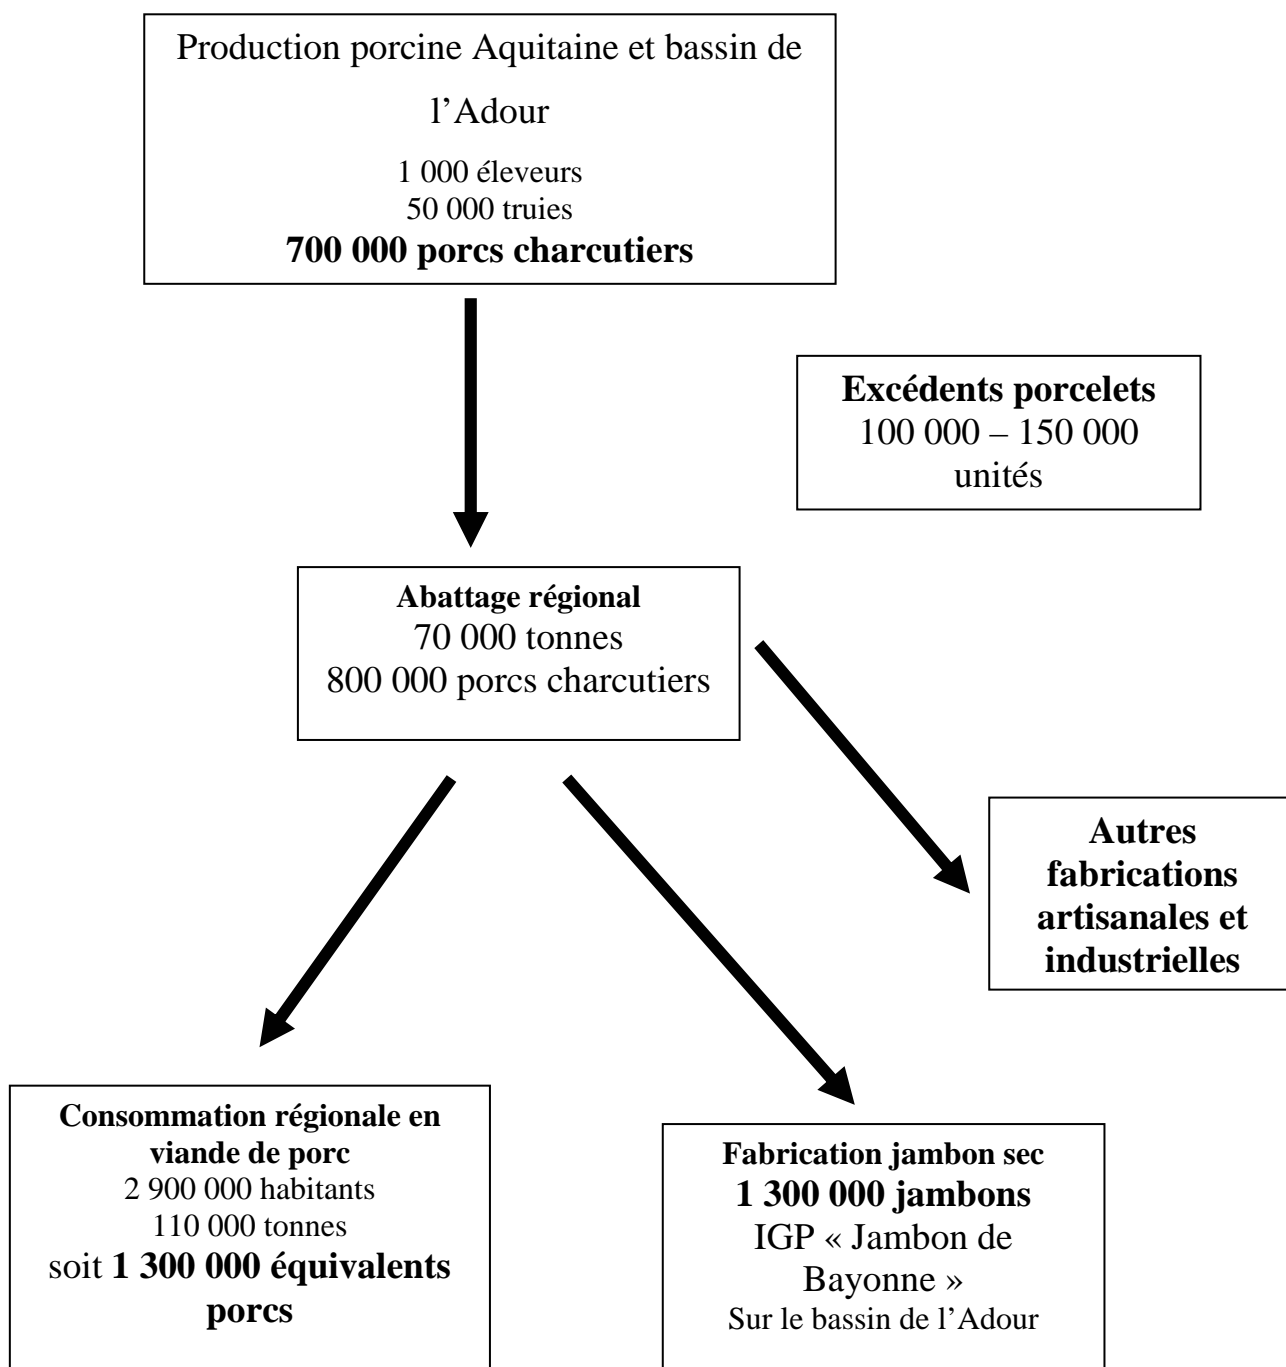 Production porcine Aquitaine et bassin de
l’Adour
1 000 éleveurs
50 000 truies
700 000 porcs charcutiers
Excédents porcelets
100 000 – 150 000
unités
Abattage régional
70 000 tonnes
800 000 porcs charcutiers
Autres
fabrications
artisanales et
industrielles
Consommation régionale en
viande de porc
2 900 000 habitants
110 000 tonnes
soit 1 300 000 équivalents
porcs
Fabrication jambon sec
1 300 000 jambons
IGP « Jambon de
Bayonne »
Sur le bassin de l’Adour